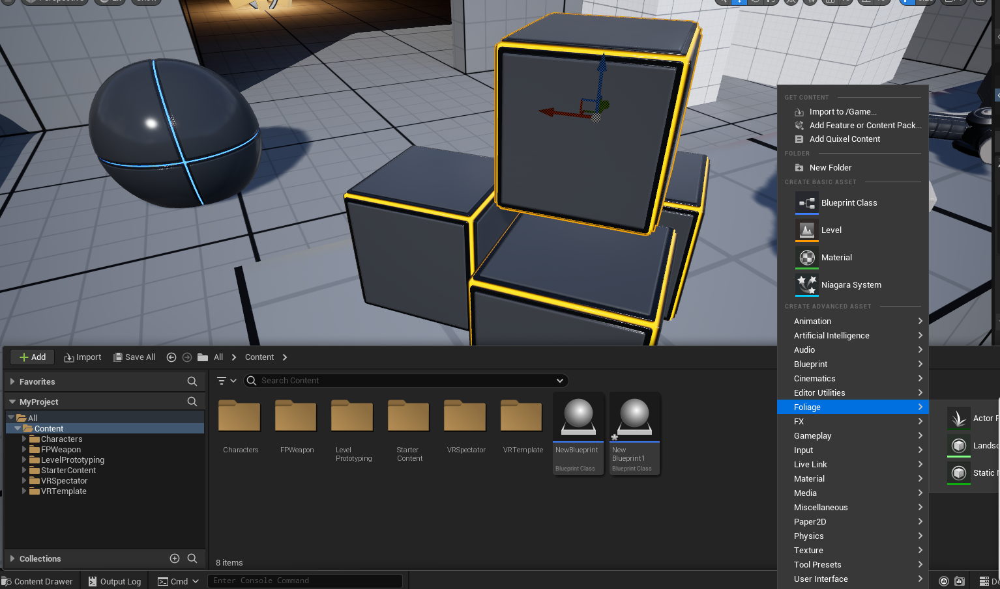 Perspective
Show
GET CONTENT
Import to /Game...
Add Feature or Content Pack...
Add Quixel Content
FOLDER
New Folder
CREATE BASIC ASSET
Blueprint Class
Level
Material
Niagara System
CREATE ADVANCED ASSET
Animation
Artificial Intelligence
Audio
Blueprint
Cinematics
Editor Utilities
Foliage
FX
Gameplay
Input
Live Link
Material
Media
Miscellaneous
Paper2D
Physics
Texture
Tool Presets
User Interface
Actor
Static
Add
Import
Save All
All
Content
Favorites
Search Content
MyProject
All
Content
Characters
FPWeapon
LevelPrototyping
StarterContent
VRSpectator
VRTemplate
Collections
Characters
FPWeapon
Level
Prototyping
Starter
Content
VRSpectator
VRTemplate
NewBlueprint
Blueprint Class
New
Blueprint1
Blueprint Class
8 items
Content Drawer
Output Log
Cmd
Enter Console Command